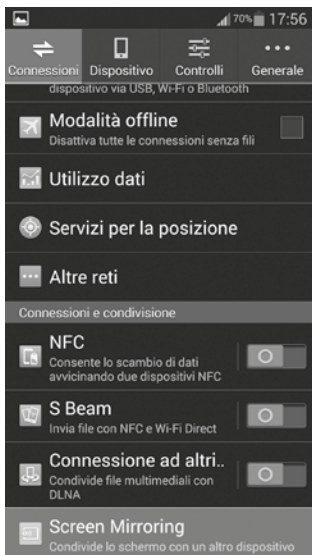 70% 17:56
Connessioni Dispositivo Controlli Generale
dispositivo via USB, Wi-Fi o Bluetooth
Modalità offline
Disattiva tutte le connessioni senza
fili
Utilizzo dati
Servizi per la posizione
Altre reti
Connessioni e condivisione
NFC
Consente lo scambio di dati
avvicinando due dispositivi NFC
S Beam
Invia file con NFC e Wi-Fi Direct
Connessione ad altri..
Condivide file multimediali con
DLNA
Screen Mirroring
Condivide lo schermo con un altro dispositivo